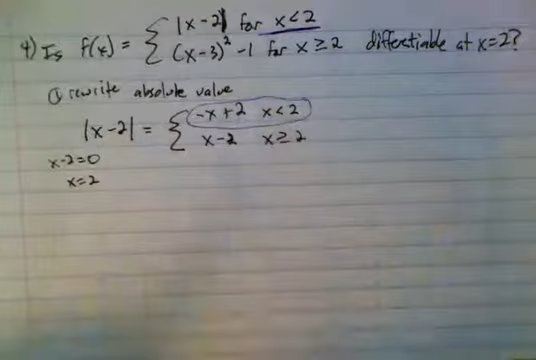 4) Is f(x) = { |x-2| for x<2
(x-3)² -1 for x≥2 differentiable at x=2?
① rewrite absolute value
|x-2| = { -x+2 x<2
x-2 x≥2
x-2=0
x=2